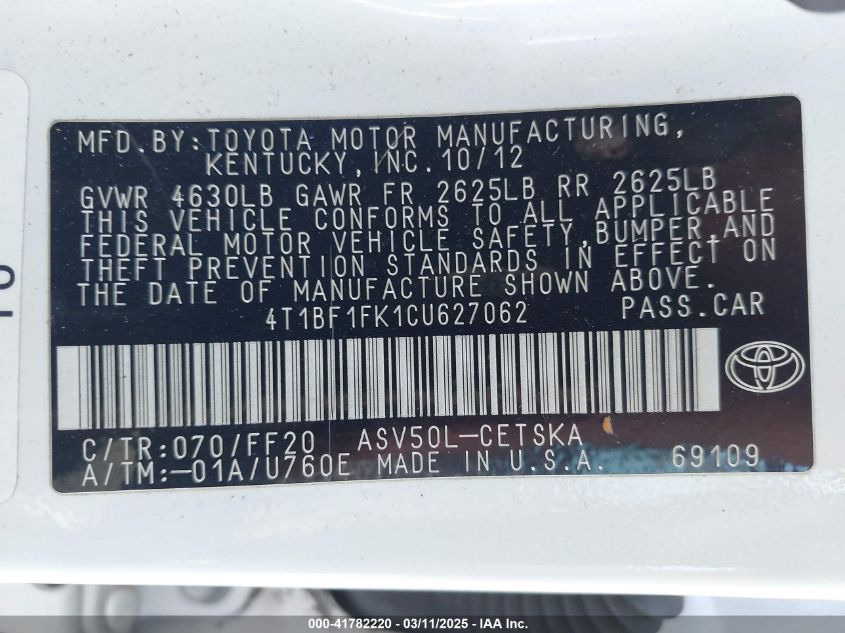 MFD.BY:TOYOTA MOTOR MANUFACTURING,
KENTUCKY,INC.10/12
GVWR 4630LB GAWR FR 2625LB RR 2625LB
THIS VEHICLE CONFORMS TO ALL APPLICABLE
FEDERAL MOTOR VEHICLE SAFETY,BUMPER,AND
THEFT PREVENTION STANDARDS IN EFFECT ON
THE DATE OF MANUFACTURE SHOWN ABOVE.
4T1BF1FK1CU627062 PASS.CAR
C/TR:070/FF20 ASV50L-CETSKA
A/TM:-01A/U760E MADE IN U.S.A. 69109
000-41782220 - 03/11/2025 - IAA Inc.